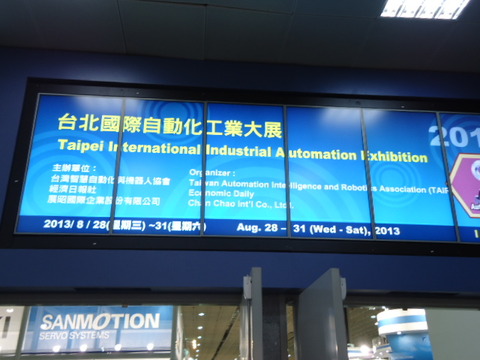 台北國際自動化工業大展
201
Taipei International Industrial Automation Exhibition
主辦單位：
台灣智慧自動化與機器人協會
經濟日報社
展昭國際企業股份有限公司
Organizer :
Taiwan Automation Intelligence and Robotics Association (TAIR
Economic Daily
Chan Chao Int'l Co., Ltd.
2013/8/28(星期三) ~31(星期六)
Aug. 28 – 31 (Wed - Sat), 2013
SANMOTION
SERVO SYSTEMS